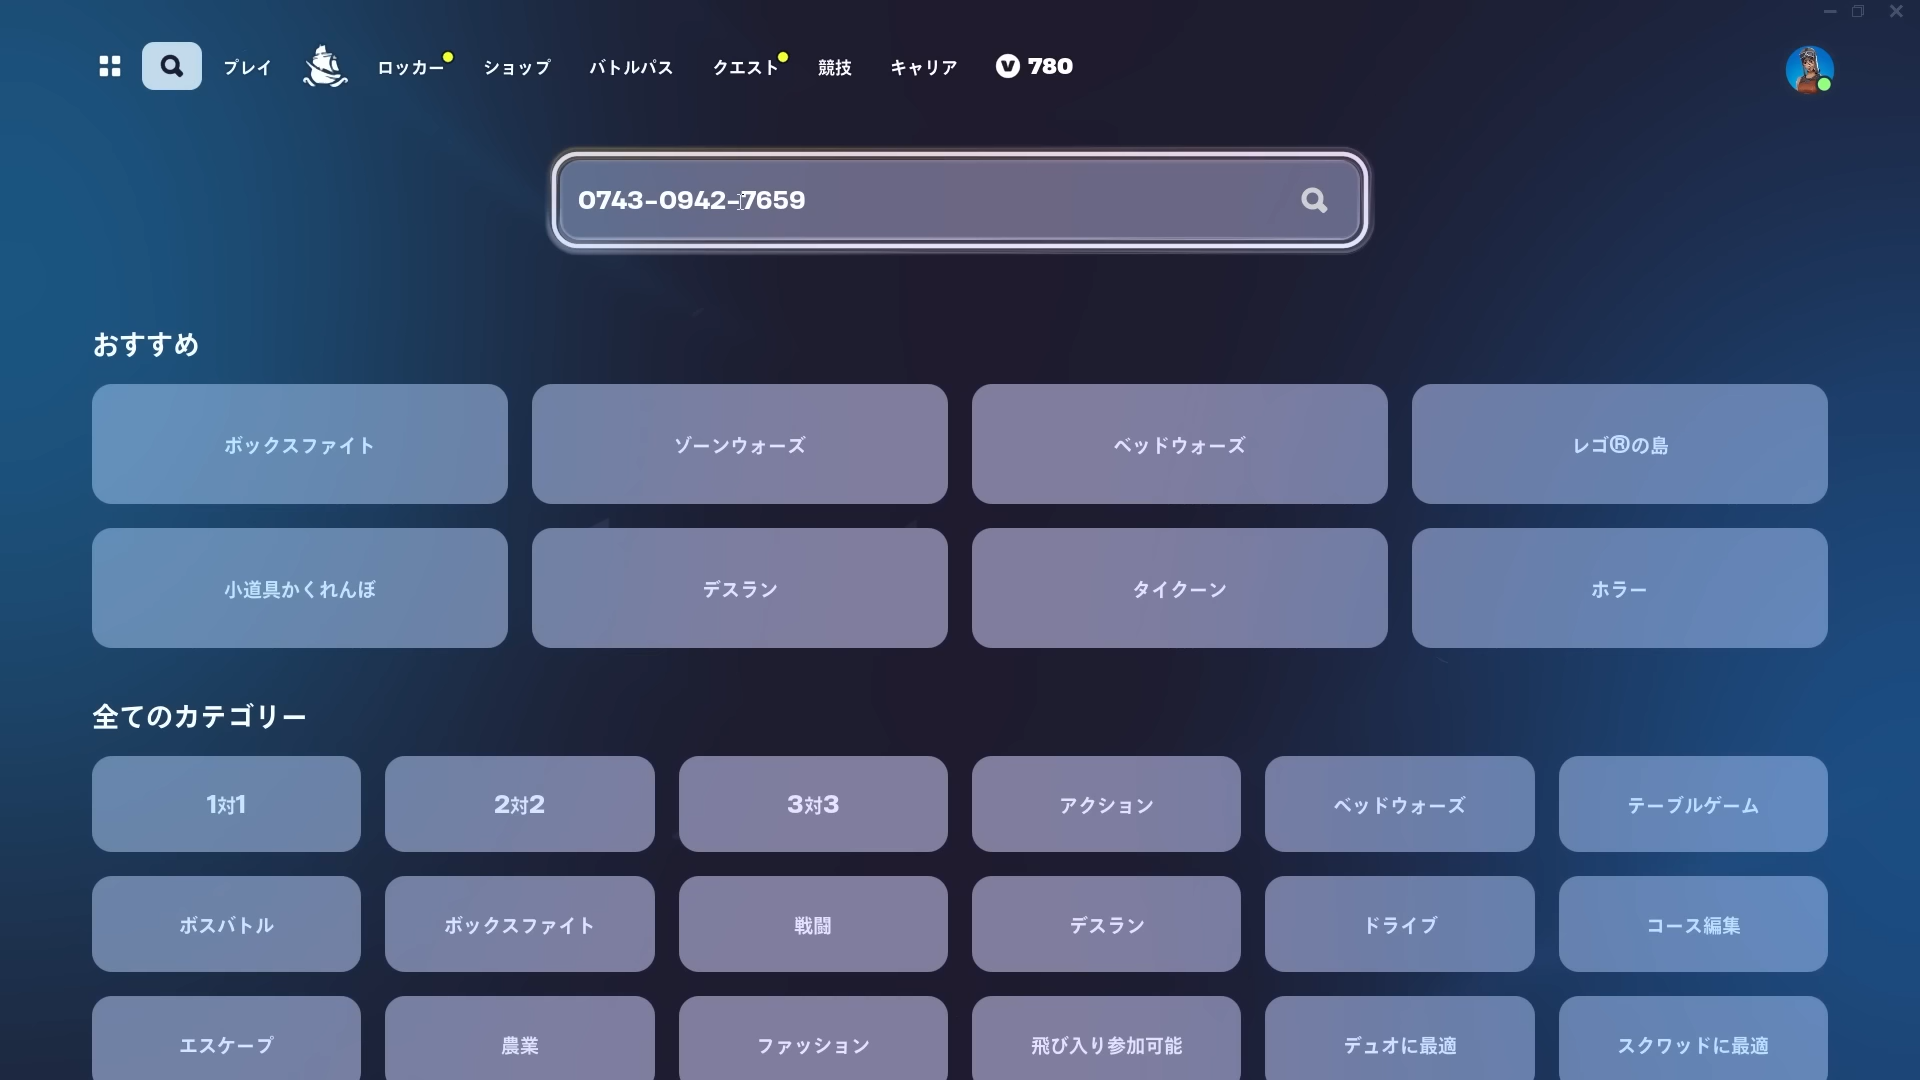 プレイ ロッカー ショップ バトルパス クエスト 競技 キャリア V 780
0743-0942-7659
おすすめ
ボックスファイト ゾーンウォーズ ベッドウォーズ レゴ®の島
小道具かくれんぼ デスラン タイクーン ホラー
全てのカテゴリー
1対1 2対2 3対3 アクション ベッドウォーズ テーブルゲーム
ボスバトル ボックスファイト 戦闘 デスラン ドライブ コース編集
エスケープ 農業 ファッション 飛び入り参加可能 デュオに最適 スクワッドに最適